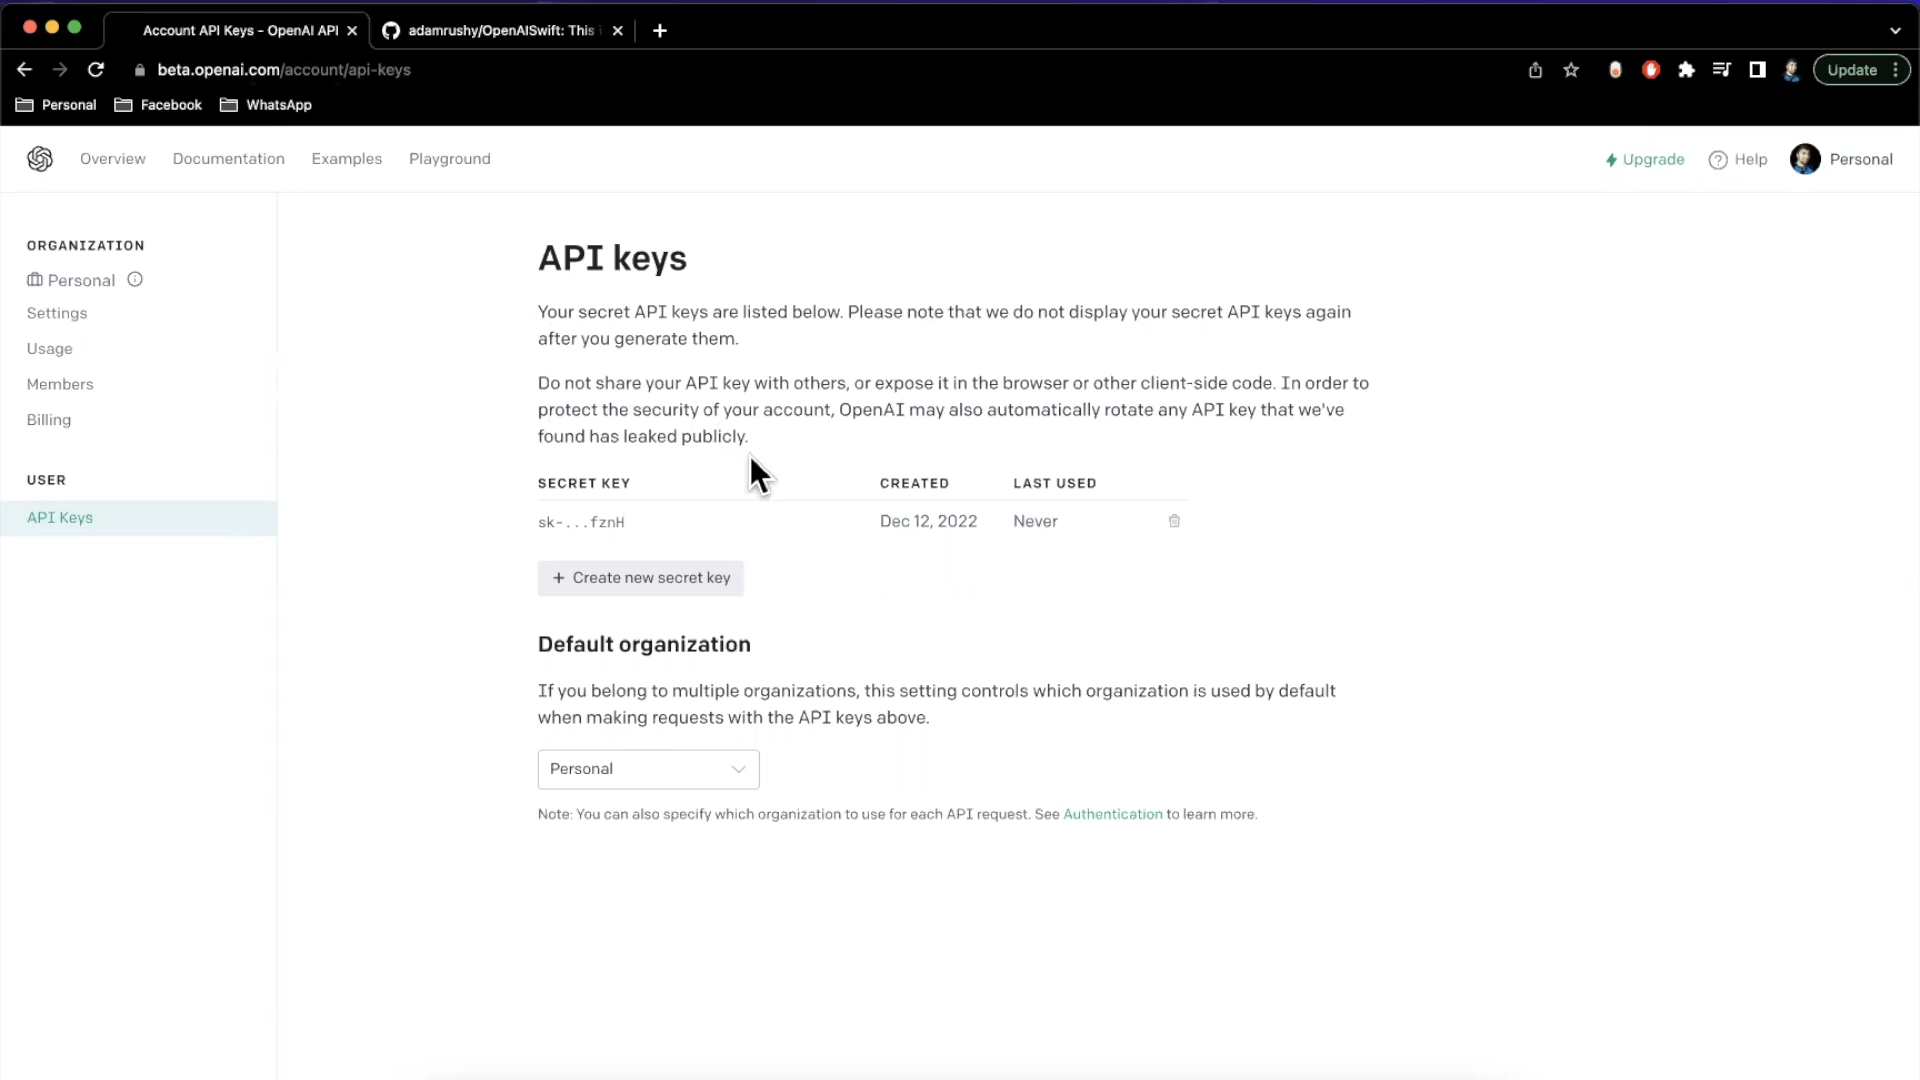 Account API Keys - OpenAI API
adamrushy/OpenAISwift: This
beta.openai.com/account/api-keys
Update
Personal
Facebook
WhatsApp
Overview
Documentation
Examples
Playground
Upgrade
Help
Personal
ORGANIZATION
Personal
Settings
Usage
Members
Billing
USER
API Keys
API keys
Your secret API keys are listed below. Please note that we do not display your secret API keys again
after you generate them.
Do not share your API key with others, or expose it in the browser or other client-side code. In order to
protect the security of your account, OpenAI may also automatically rotate any API key that we've
found has leaked publicly.
SECRET KEY CREATED LAST USED
sk-...fznH Dec 12, 2022 Never
+ Create new secret key
Default organization
If you belong to multiple organizations, this setting controls which organization is used by default
when making requests with the API keys above.
Personal
Note: You can also specify which organization to use for each API request. See Authentication to learn more.